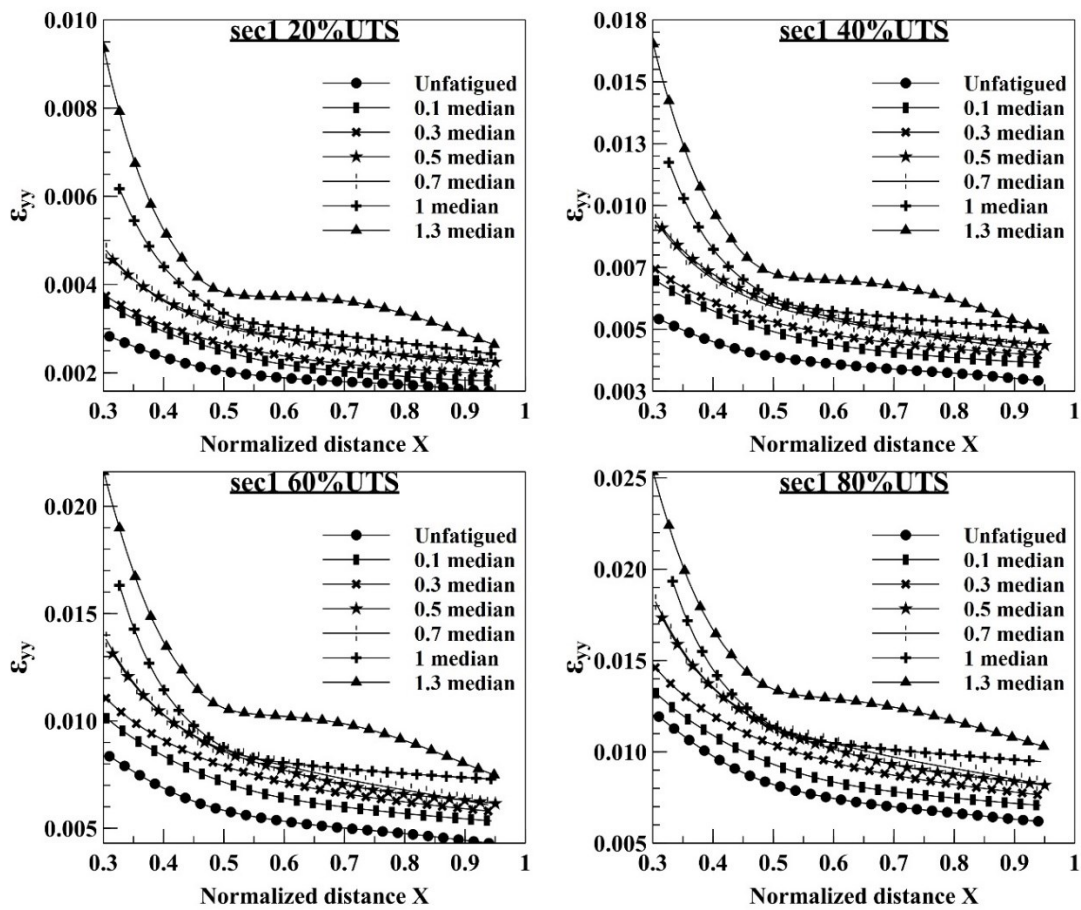 sec1 20%UTS
0.010
0.008
0.006
0.004
0.002
εyy
Unfatigued
0.1 median
0.3 median
0.5 median
0.7 median
1 median
1.3 median
0.3 0.4 0.5 0.6 0.7 0.8 0.9 1
Normalized distance X
sec1 40%UTS
0.018
0.015
0.013
0.010
0.007
0.005
0.003
εyy
Unfatigued
0.1 median
0.3 median
0.5 median
0.7 median
1 median
1.3 median
0.3 0.4 0.5 0.6 0.7 0.8 0.9 1
Normalized distance X
sec1 60%UTS
0.020
0.015
0.010
0.005
εyy
Unfatigued
0.1 median
0.3 median
0.5 median
0.7 median
1 median
1.3 median
0.3 0.4 0.5 0.6 0.7 0.8 0.9 1
Normalized distance X
sec1 80%UTS
0.025
0.020
0.015
0.010
0.005
εyy
Unfatigued
0.1 median
0.3 median
0.5 median
0.7 median
1 median
1.3 median
0.3 0.4 0.5 0.6 0.7 0.8 0.9 1
Normalized distance X